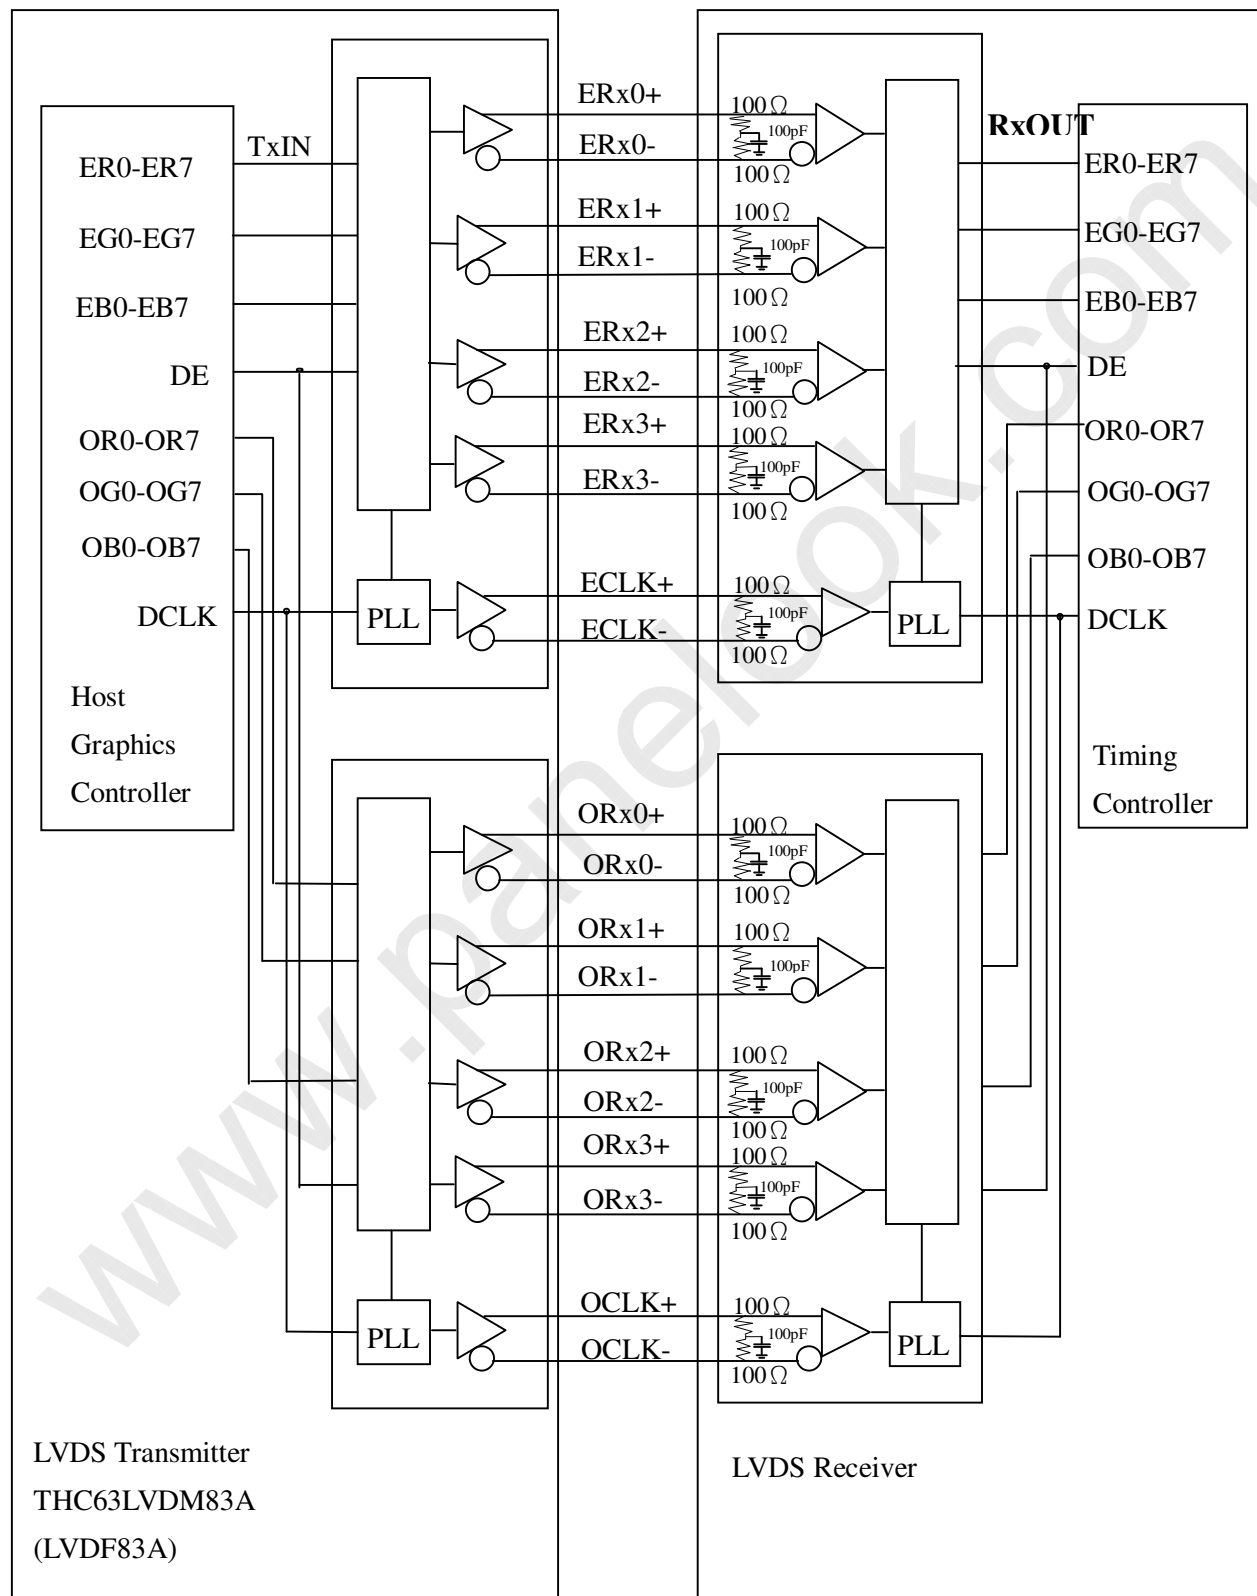 ERx0+
100Ω
100pF
RxOUT
TxIN
ERx0-
100Ω
ER0-ER7
ER0-ER7
ERx1+
100Ω
EG0-EG7
100pF
EG0-EG7
ERx1-
100Ω
EB0-EB7
EB0-EB7
ERx2+
100Ω
100pF
DE
DE
ERx2-
100Ω
ERx3+
100Ω
OR0-OR7
OR0-OR7
100pF
ERx3-
OG0-OG7
OG0-OG7
100Ω
OB0-OB7
OB0-OB7
ECLK+
100Ω
100pF
DCLK
PLL
PLL
DCLK
ECLK-
100Ω
Host
Graphics
Controller
Timing
Controller
ORx0+
100Ω
100pF
ORx0-
100Ω
ORx1+
100Ω
100pF
ORx1-
ORx2+
100Ω
100pF
ORx2-
100Ω
ORx3+
100Ω
100pF
ORx3-
100Ω
OCLK+
100Ω
100pF
PLL
PLL
OCLK-
100Ω
LVDS Transmitter
THC63LVDM83A
(LVDF83A)
LVDS Receiver
www.panelook.com